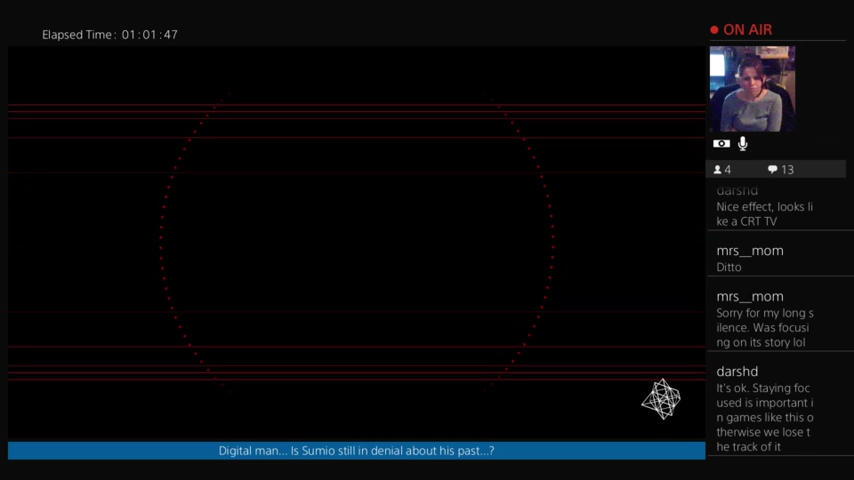 Elapsed Time: 01:01:47
ON AIR
4
13
darshd
Nice effect, looks li
ke a CRT TV
mrs__mom
Ditto
mrs__mom
Sorry for my long s
ilence. Was focusi
ng on its story lol
darshd
It's ok. Staying foc
used is important i
n games like this o
therwise we lose t
he track of it
Digital man... Is Sumio still in denial about his past...?